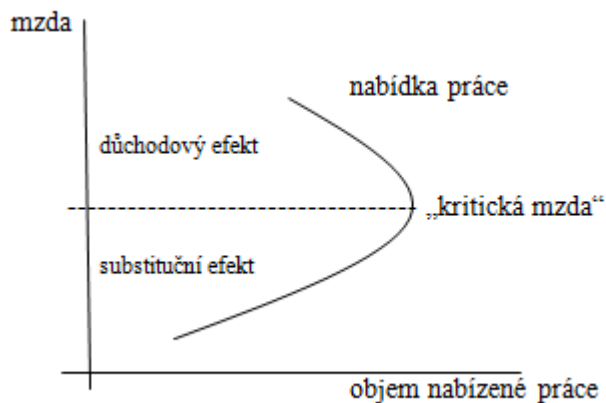 mzda
nabídka práce
důchodový efekt
„kritická mzda“
substituční efekt
objem nabízené práce